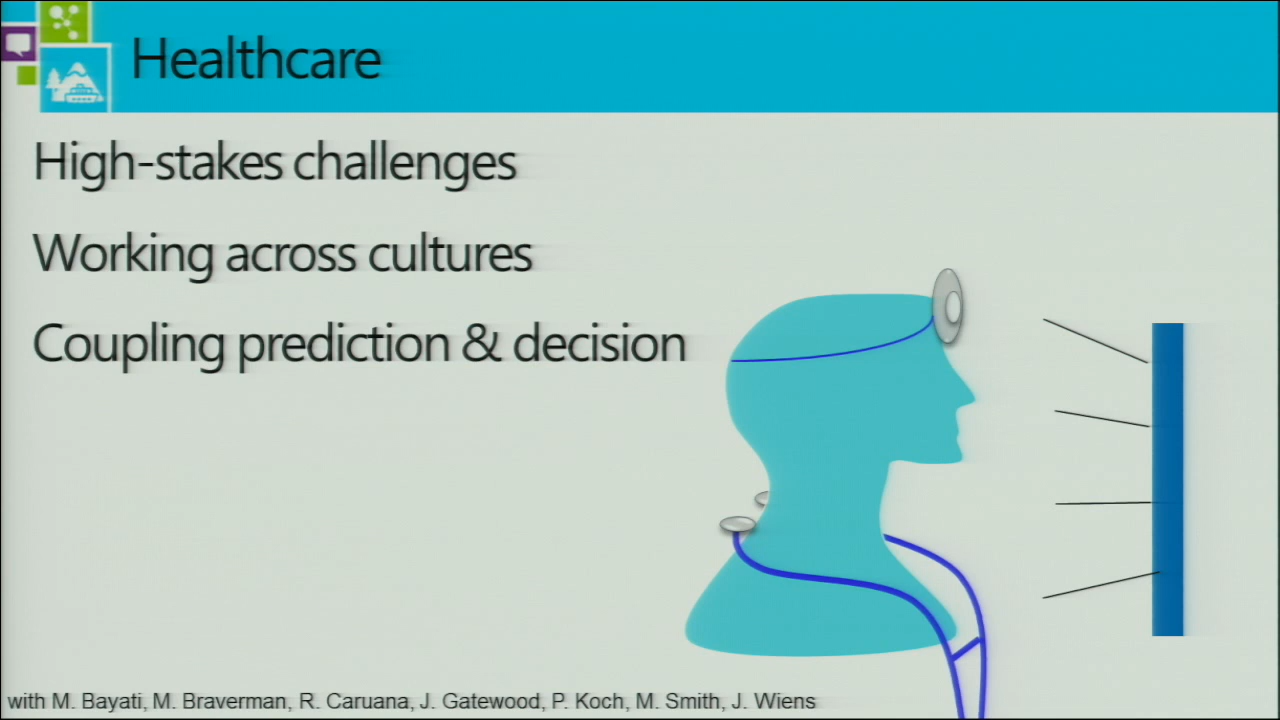 Healthcare
High-stakes challenges
Working across cultures
Coupling prediction & decision
with M. Bayati, M. Braverman, R. Caruana, J. Gatewood, P. Koch, M. Smith, J. Wiens